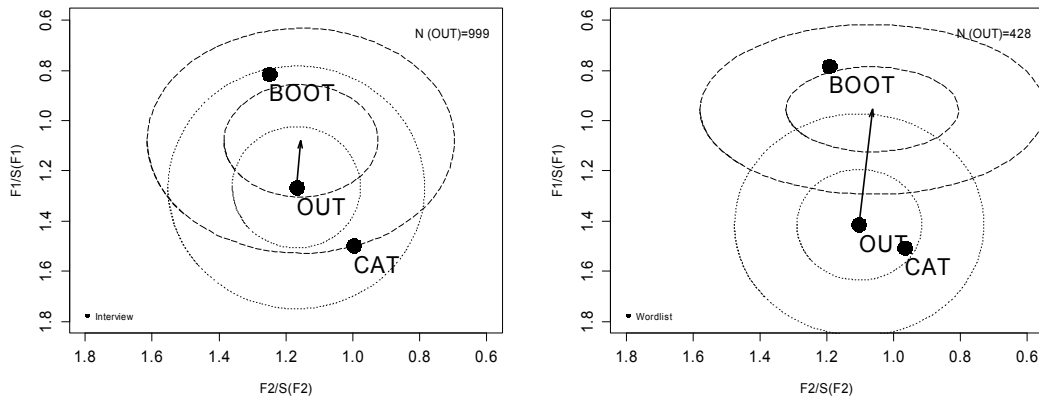 N (OUT)=999
0.6
0.8
1.0
1.2
1.4
1.6
1.8
F1/S(F1)
BOOT
OUT
CAT
Interview
1.8 1.6 1.4 1.2 1.0 0.8 0.6
F2/S(F2)
N (OUT)=428
0.6
0.8
1.0
1.2
1.4
1.6
1.8
F1/S(F1)
BOOT
OUT
CAT
Wordlist
1.8 1.6 1.4 1.2 1.0 0.8 0.6
F2/S(F2)